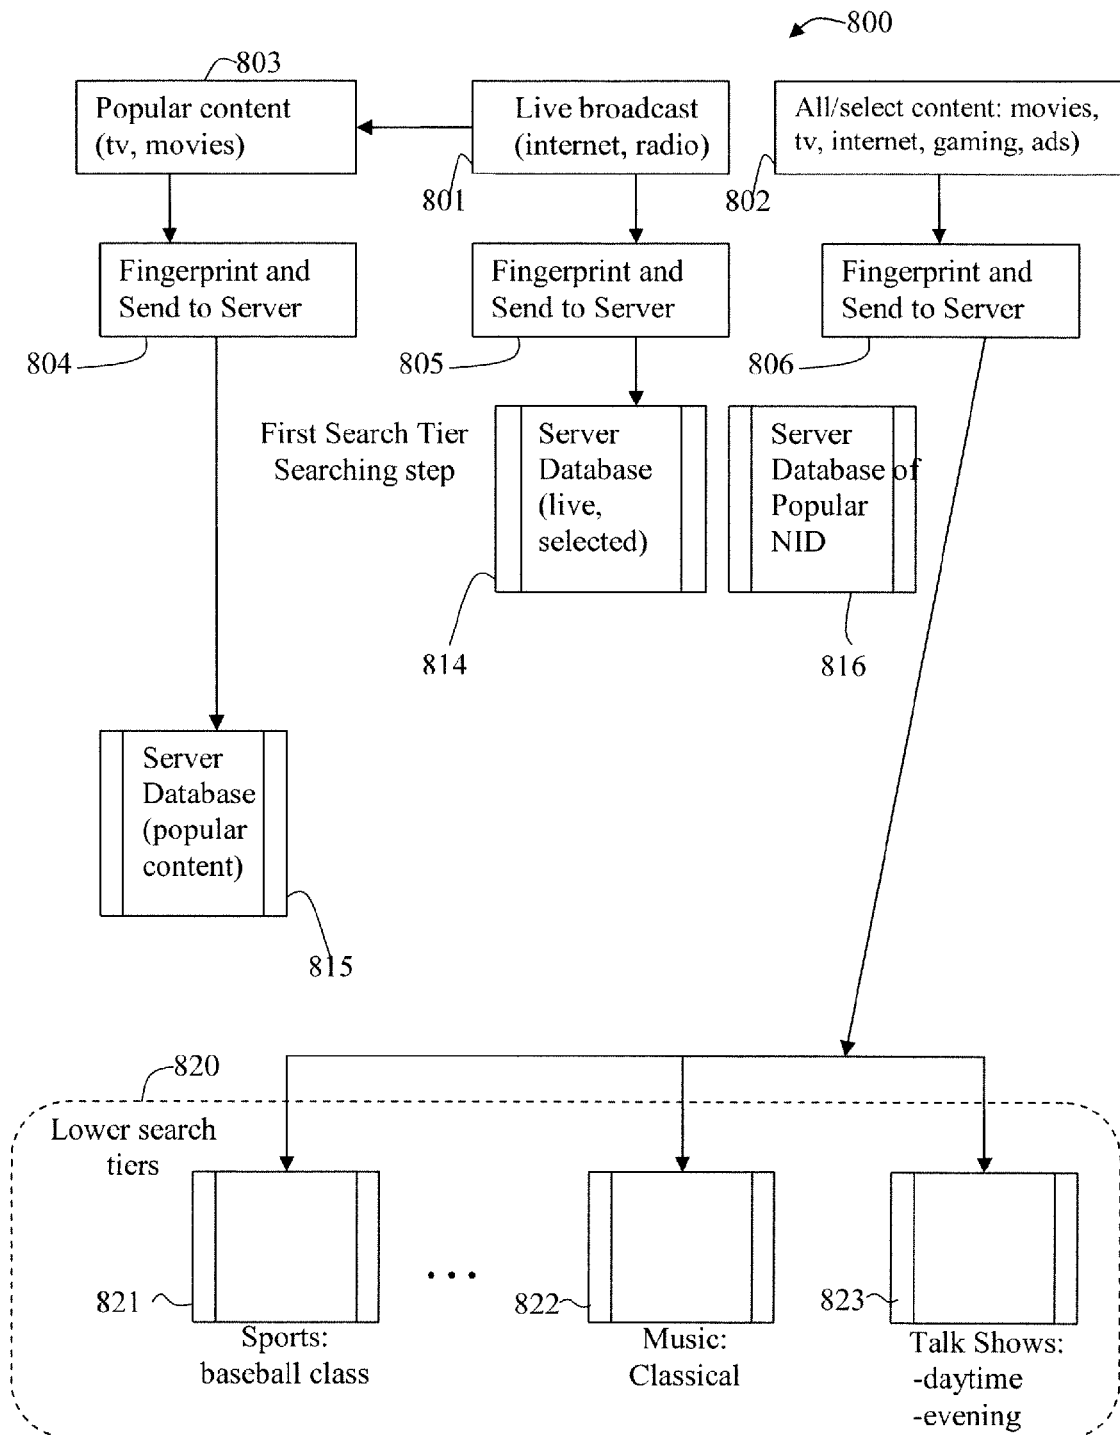 800
803
Popular content
(tv, movies)
Live broadcast
(internet, radio)
All/select content: movies,
tv, internet, gaming, ads)
801
802
Fingerprint and
Send to Server
Fingerprint and
Send to Server
Fingerprint and
Send to Server
804
805
806
First Search Tier
Searching step
Server
Database
(live,
selected)
Server
Database of
Popular
NID
814
816
Server
Database
(popular
content)
815
820
Lower search
tiers
821
...
822
823
Sports:
baseball class
Music:
Classical
Talk Shows:
-daytime
-evening